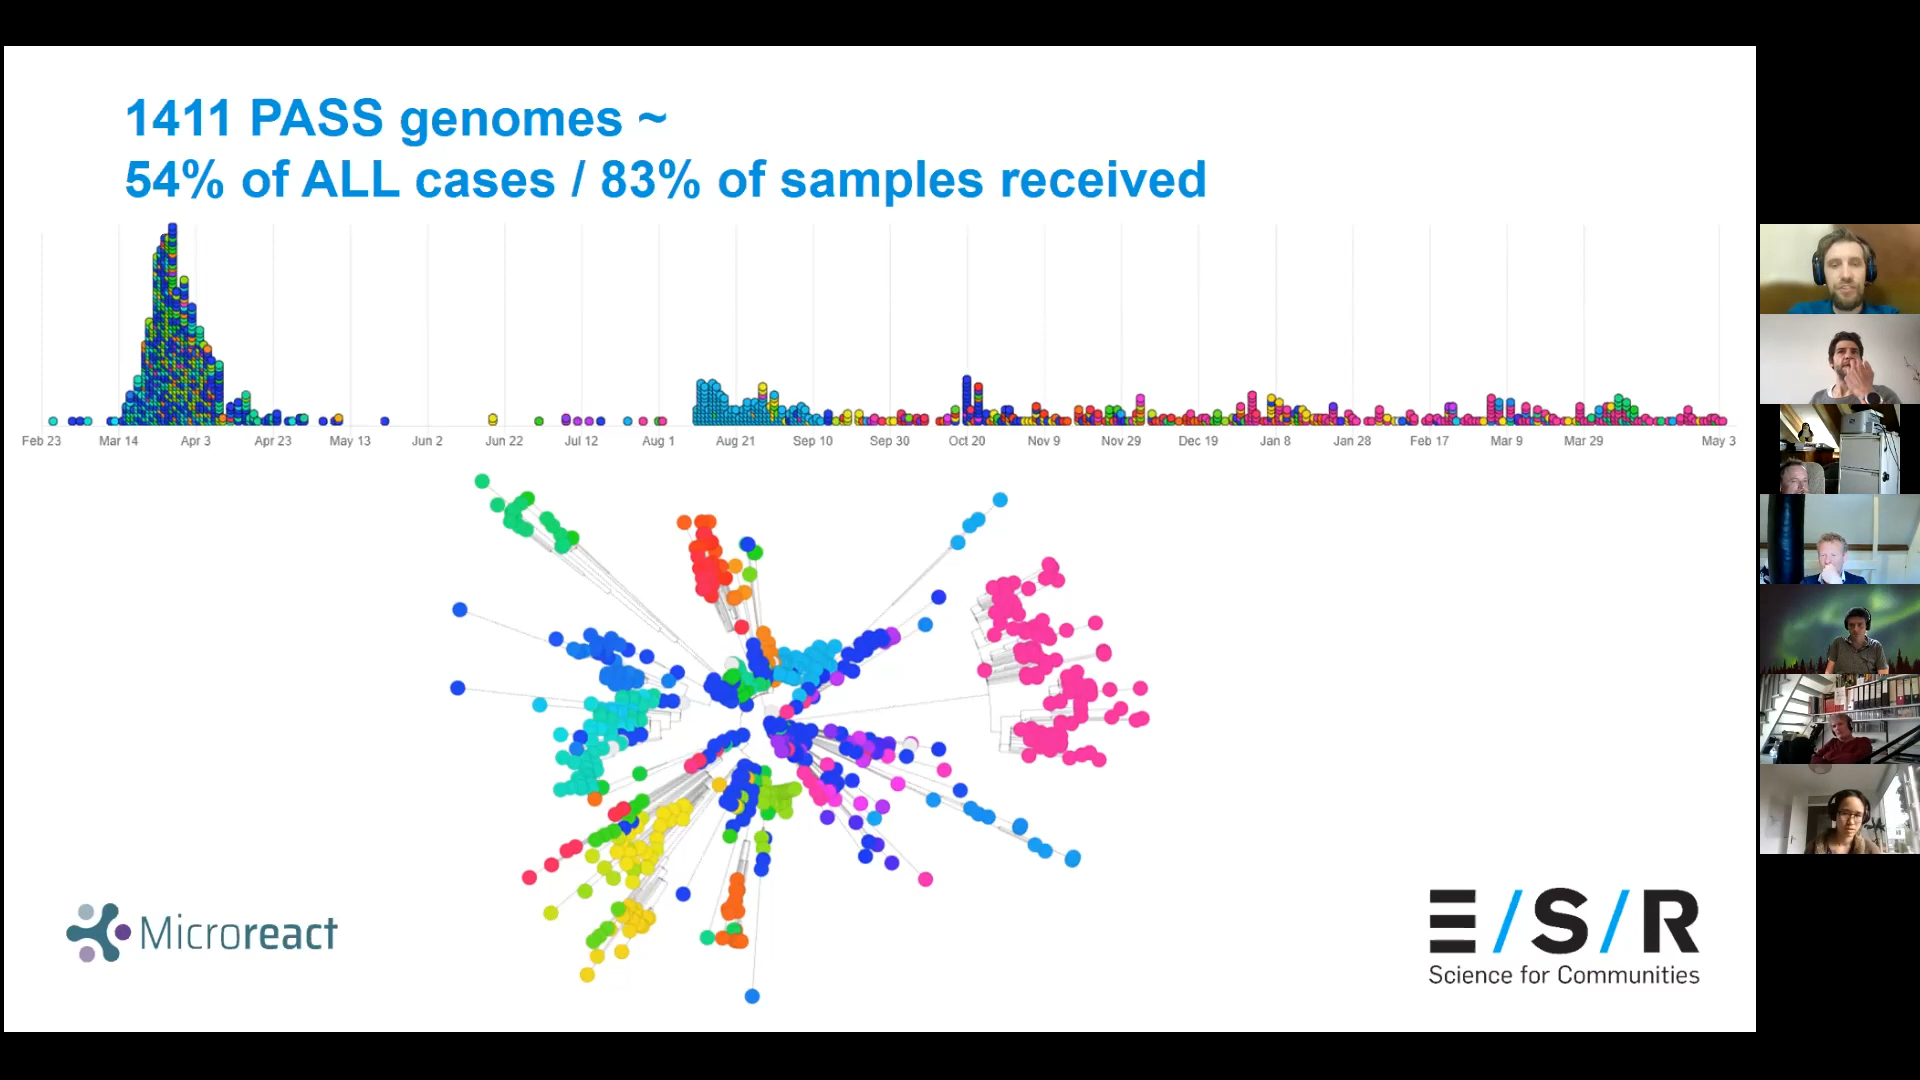 1411 PASS genomes ~
54% of ALL cases / 83% of samples received
Feb 23 Mar 14 Apr 3 Apr 23 May 13 Jun 2 Jun 22 Jul 12 Aug 1 Aug 21 Sep 10 Sep 30 Oct 20 Nov 9 Nov 29 Dec 19 Jan 8 Jan 28 Feb 17 Mar 9 Mar 29 May 3
Microreact
E/S/R
Science for Communities